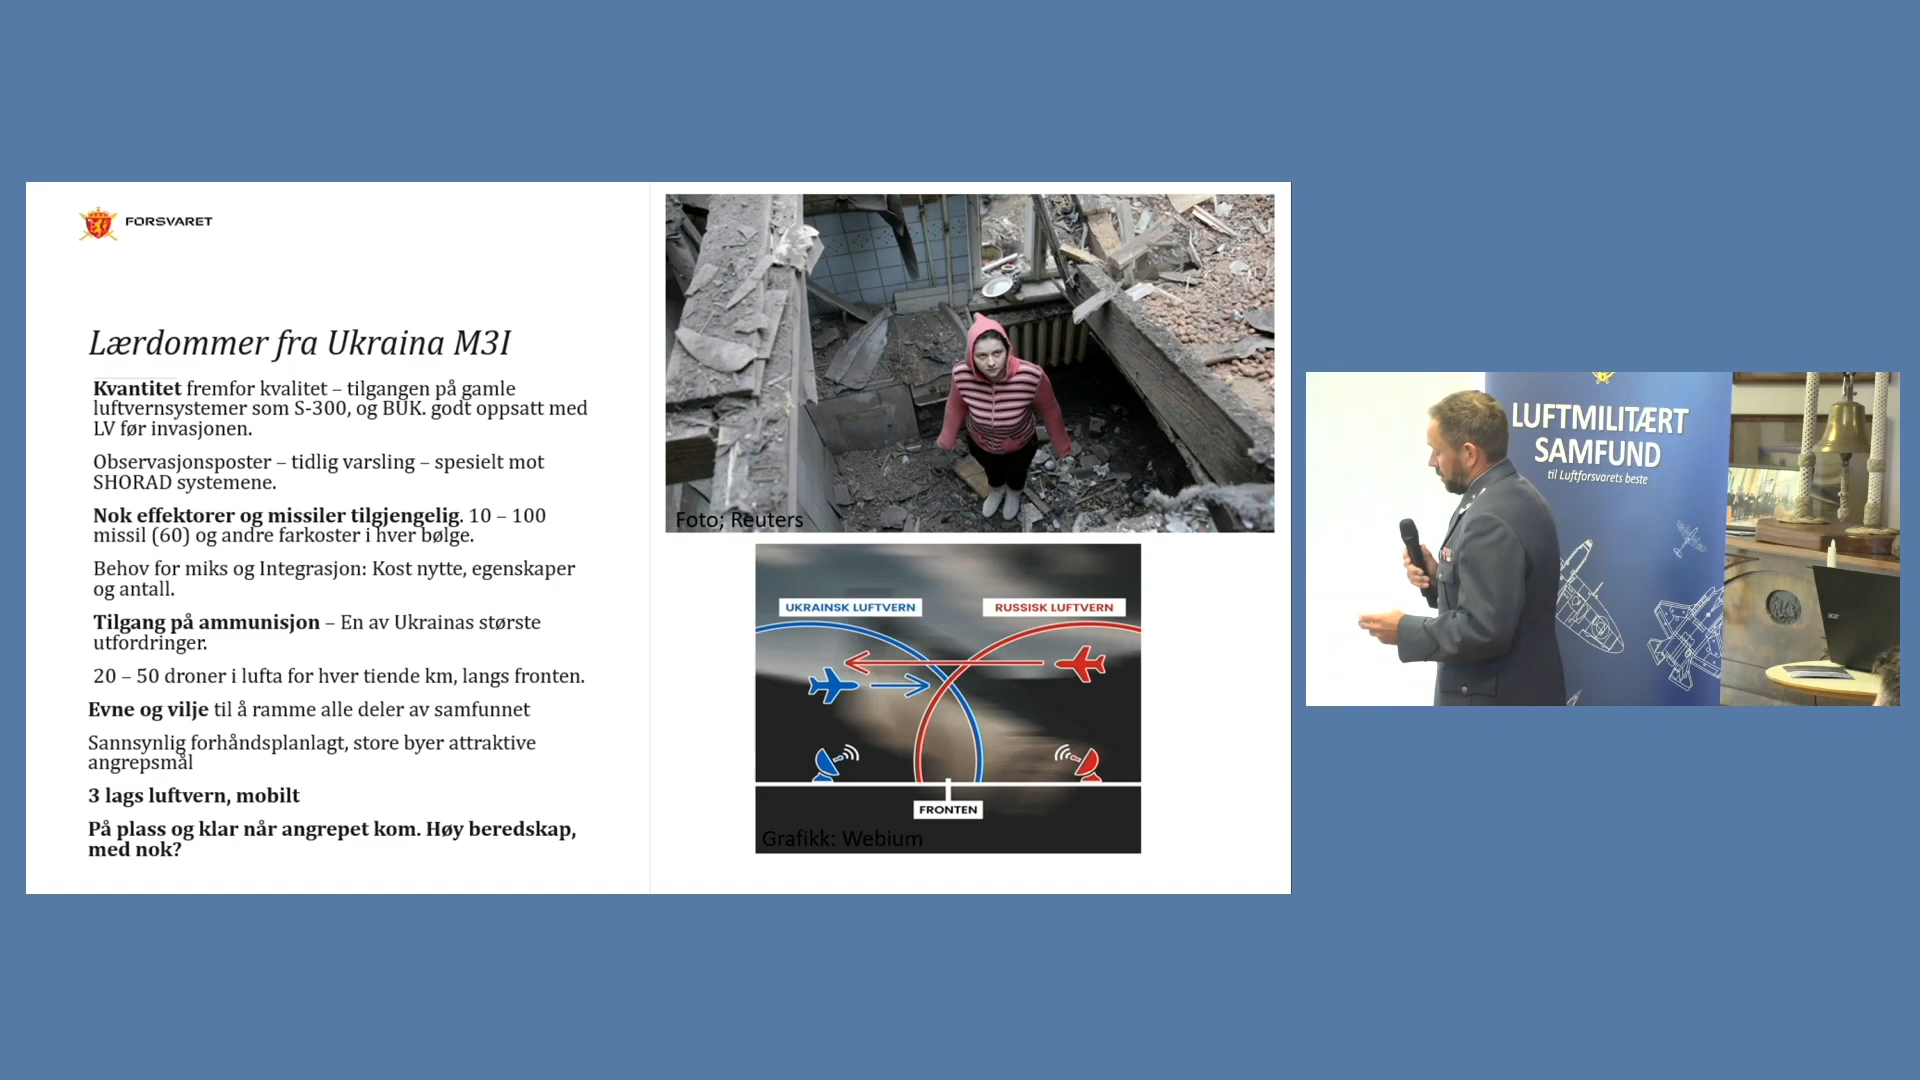 FORSVARET
Lærdommer fra Ukraina M3I
Kvantitet fremfor kvalitet – tilgangen på gamle
luftvernsystemer som S-300, og BUK. godt oppsatt med
LV før invasjonen.
Observasjonsposter – tidlig varsling – spesielt mot
SHORAD systemene.
Nok effektorer og missiler tilgjengelig. 10 – 100
missil (60) og andre farkoster i hver bølge.
Behov for miks og Integrasjon: Kost nytte, egenskaper
og antall.
Tilgang på ammunisjon – En av Ukrainas største
utfordringer.
20 – 50 droner i lufta for hver tiende km, langs fronten.
Evne og vilje til å ramme alle deler av samfunnet
Sannsynlig forhåndsplanlagt, store byer attraktive
angrepsmål
3 lags luftvern, mobilt
På plass og klar når angrepet kom. Høy beredskap,
med nok?
Foto; Reuters
UKRAINSK LUFTVERN
RUSSISK LUFTVERN
FRONTEN
Grafikk: Webium
LUFTMILITÆRT
SAMFUND
til Luftforsvarets beste